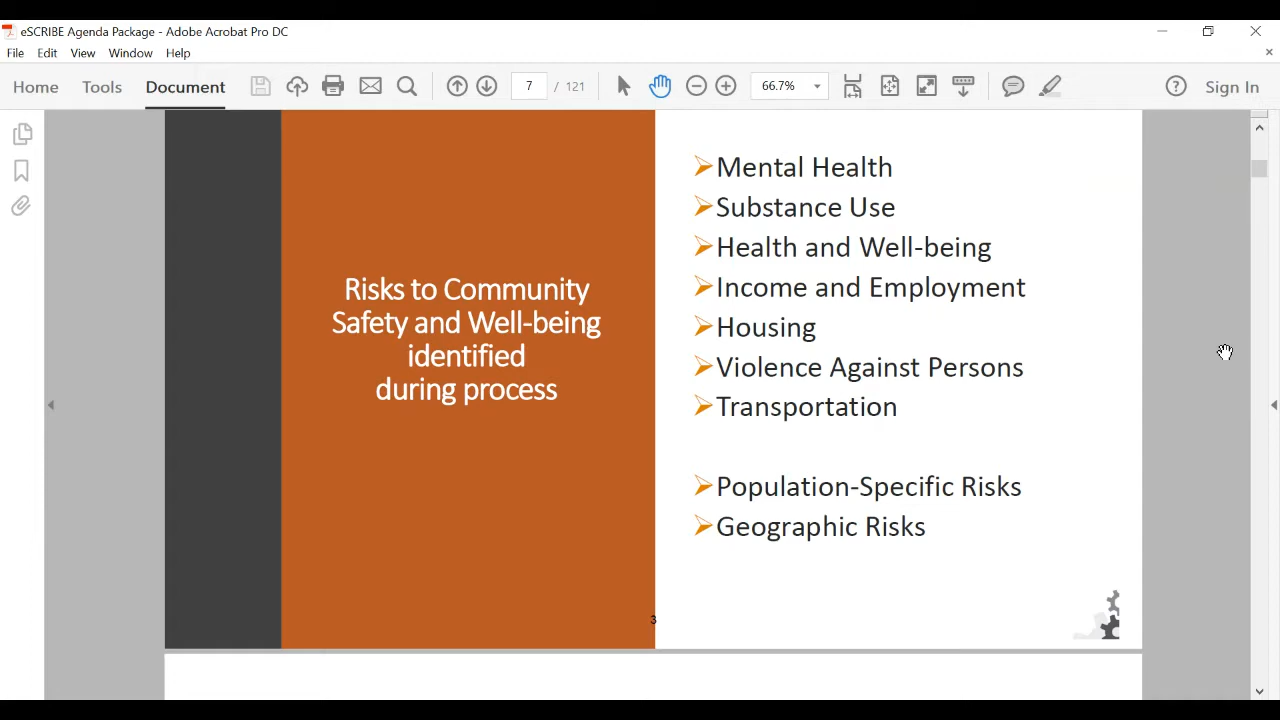 eSCRIBE Agenda Package - Adobe Acrobat Pro DC
File Edit View Window Help
Home Tools Document 7 / 121 66.7% Sign In
Risks to Community
Safety and Well-being
identified
during process
Mental Health
Substance Use
Health and Well-being
Income and Employment
Housing
Violence Against Persons
Transportation
Population-Specific Risks
Geographic Risks
3